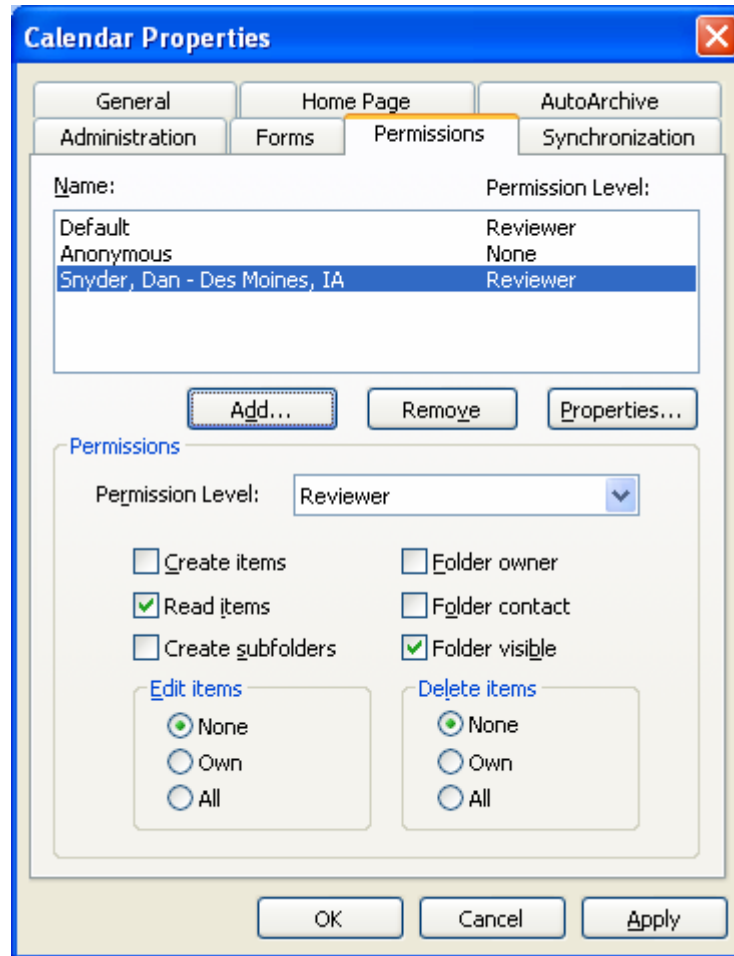 Calendar Properties
General Home Page AutoArchive
Administration Forms Permissions Synchronization
Name: Permission Level:
Default Reviewer
Anonymous None
Snyder, Dan - Des Moines, IA Reviewer
Add... Remove Properties...
Permissions
Permission Level: Reviewer
Create items Folder owner
Read items Folder contact
Create subfolders Folder visible
Edit items Delete items
None None
Own Own
All All
OK Cancel Apply